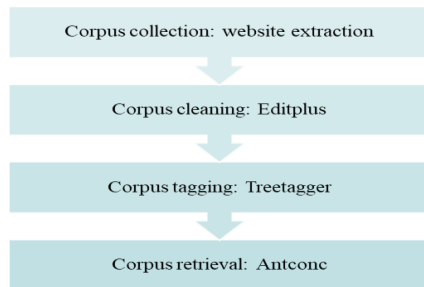 Corpus collection: website extraction
Corpus cleaning: Editplus
Corpus tagging: Treetagger
Corpus retrieval: Antconc